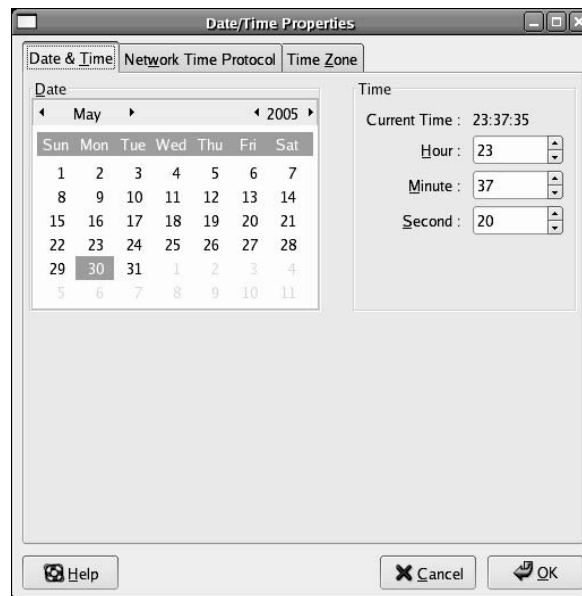 Date/Time Properties
Date & Time Network Time Protocol Time Zone
Date
May 2005
Sun Mon Tue Wed Thu Fri Sat
1 2 3 4 5 6 7
8 9 10 11 12 13 14
15 16 17 18 19 20 21
22 23 24 25 26 27 28
29 30 31 1 2 3 4
5 6 7 8 9 10 11
Time
Current Time : 23:37:35
Hour : 23
Minute : 37
Second : 20
Help Cancel OK